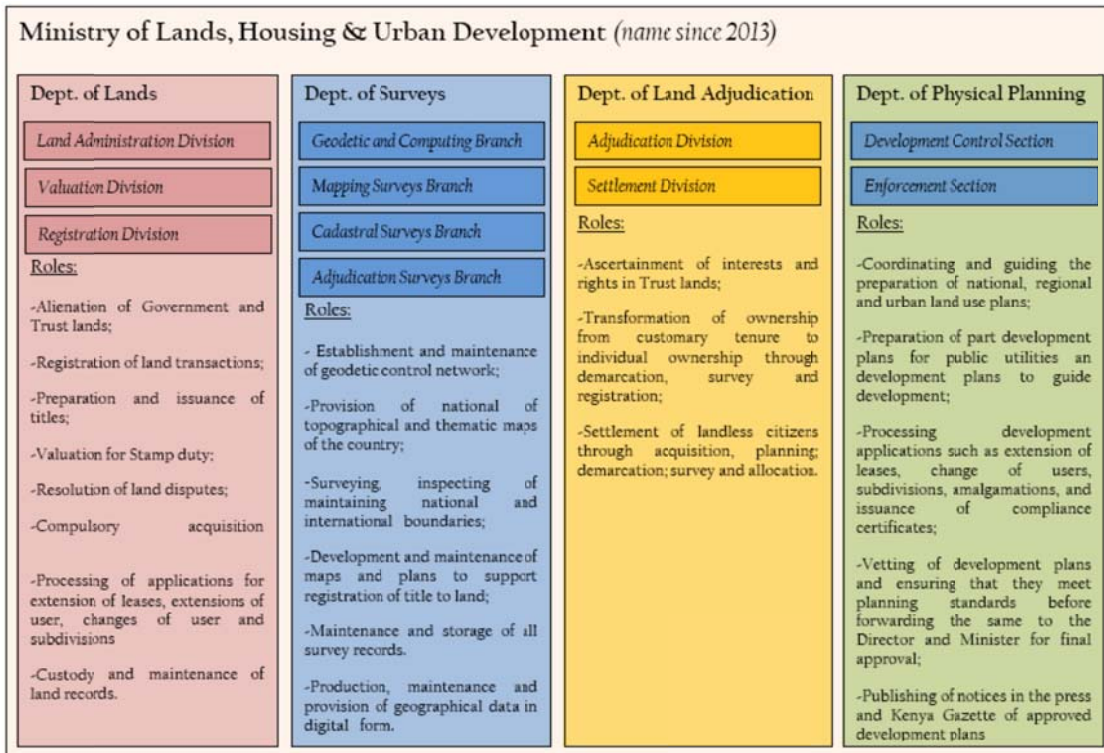 Ministry of Lands, Housing & Urban Development (name since 2013)
Dept. of Lands
Land Administration Division
Valuation Division
Registration Division
Roles:
-Alienation of Government and
Trust lands;
-Registration of land transactions;
-Preparation and issuance of
titles;
-Valuation for Stamp duty;
-Resolution of land disputes;
-Compulsory acquisition
-Processing of applications for
extension of leases, extensions of
user, changes of user and
subdivisions
-Custody and maintenance of
land records.
Dept. of Surveys
Geodetic and Computing Branch
Mapping Surveys Branch
Cadastral Surveys Branch
Adjudication Surveys Branch
Roles:
- Establishment and maintenance
of geodetic control network;
-Provision of national of
topographical and thematic maps
of the country;
-Surveying, inspecting of
maintaining national and
international boundaries;
-Development and maintenance of
maps and plans to support
registration of title to land;
-Maintenance and storage of all
survey records.
-Production, maintenance and
provision of geographical data in
digital form.
Dept. of Land Adjudication
Adjudication Division
Settlement Division
Roles:
-Ascertainment of interests and
rights in Trust lands;
-Transformation of ownership
from customary tenure to
individual ownership through
demarcation, survey and
registration;
-Settlement of landless citizens
through acquisition, planning;
demarcation; survey and allocation.
Dept. of Physical Planning
Development Control Section
Enforcement Section
Roles:
-Coordinating and guiding the
preparation of national, regional
and urban land use plans;
-Preparation of part development
plans for public utilities an
development plans to guide
development;
-Processing development
applications such as extension of
leases, change of users,
subdivisions, amalgamations, and
issuance of compliance
certificates;
-Vetting of development plans
and ensuring that they meet
planning standards before
forwarding the same to the
Director and Minister for final
approval;
-Publishing of notices in the press
and Kenya Gazette of approved
development plans